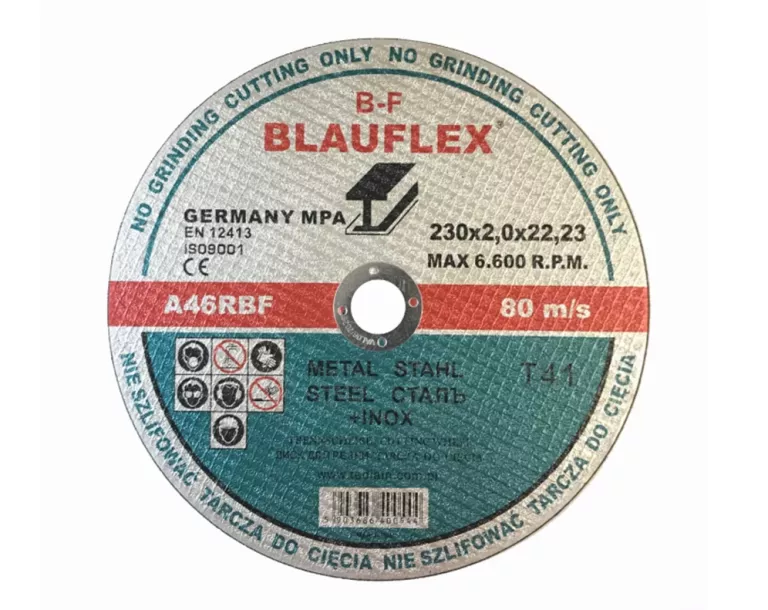 NO GRINDING CUTTING ONLY NO GRINDING CUTTING ONLY
B-F
BLAUFLEX®
GERMANY MPA
EN 12413
ISO9001
CE
230x2,0x22,23
MAX 6.600 R.P.M.
A46RBF
80 m/s
METAL STAHL
STEEL СТАЛЬ
+INOX
T41
NIE SZLIFOWAĆ TARCZA DO CIĘCIA NIE SZLIFOWAĆ TARCZA DO CIĘCIA